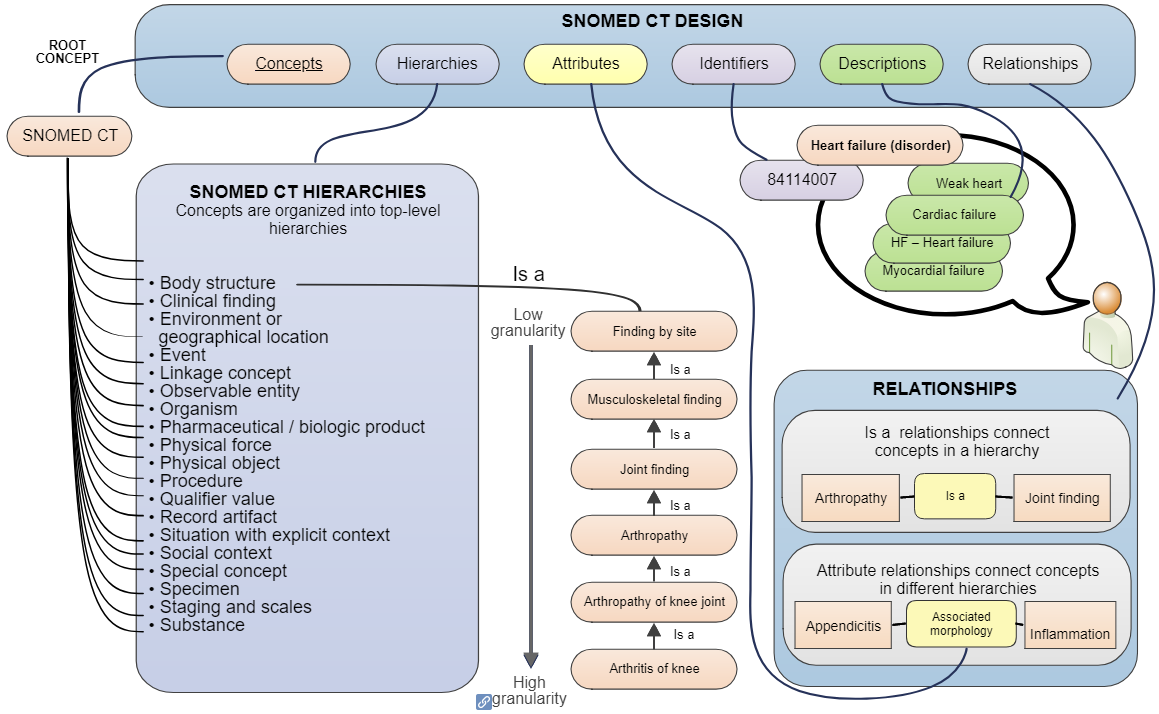 SNOMED CT DESIGN
ROOT
CONCEPT
Concepts
Hierarchies
Attributes
Identifiers
Descriptions
Relationships
SNOMED CT
Heart failure (disorder)
84114007
Weak heart
Cardiac failure
HF – Heart failure
Myocardial failure
SNOMED CT HIERARCHIES
Concepts are organized into top-level
hierarchies
• Body structure
• Clinical finding
• Environment or
geographical location
• Event
• Linkage concept
• Observable entity
• Organism
• Pharmaceutical / biologic product
• Physical force
• Physical object
• Procedure
• Qualifier value
• Record artifact
• Situation with explicit context
• Social context
• Special concept
• Specimen
• Staging and scales
• Substance
Is a
Low
granularity
Finding by site
Is a
Musculoskeletal finding
Is a
Joint finding
Is a
Arthropathy
Is a
Arthropathy of knee joint
Is a
Arthritis of knee
High
granularity
RELATIONSHIPS
Is a relationships connect
concepts in a hierarchy
Arthropathy
Is a
Joint finding
Attribute relationships connect concepts
in different hierarchies
Appendicitis
Associated
morphology
Inflammation